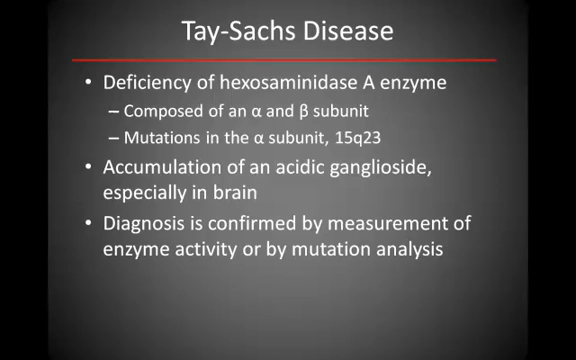 Tay-Sachs Disease
• Deficiency of hexosaminidase A enzyme
– Composed of an α and β subunit
– Mutations in the α subunit, 15q23
• Accumulation of an acidic ganglioside,
especially in brain
• Diagnosis is confirmed by measurement of
enzyme activity or by mutation analysis